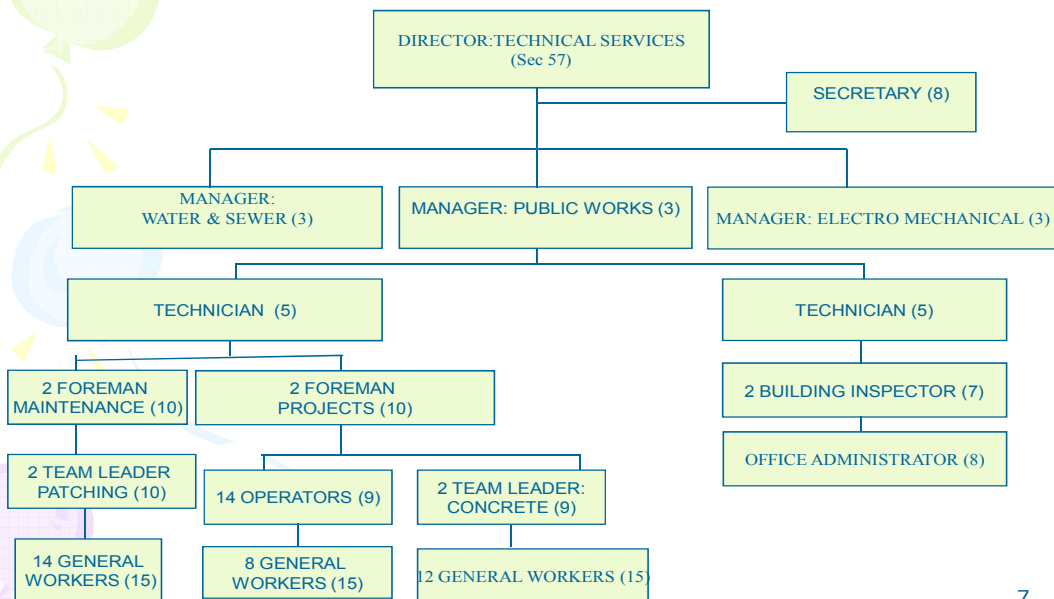 DIRECTOR:TECHNICAL SERVICES
(Sec 57)
SECRETARY (8)
MANAGER:
WATER & SEWER (3)
MANAGER: PUBLIC WORKS (3)
MANAGER: ELECTRO MECHANICAL (3)
TECHNICIAN (5)
TECHNICIAN (5)
2 FOREMAN
MAINTENANCE (10)
2 FOREMAN
PROJECTS (10)
2 BUILDING INSPECTOR (7)
OFFICE ADMINISTRATOR (8)
2 TEAM LEADER
PATCHING (10)
14 OPERATORS (9)
2 TEAM LEADER:
CONCRETE (9)
14 GENERAL
WORKERS (15)
8 GENERAL
WORKERS (15)
12 GENERAL WORKERS (15)
7